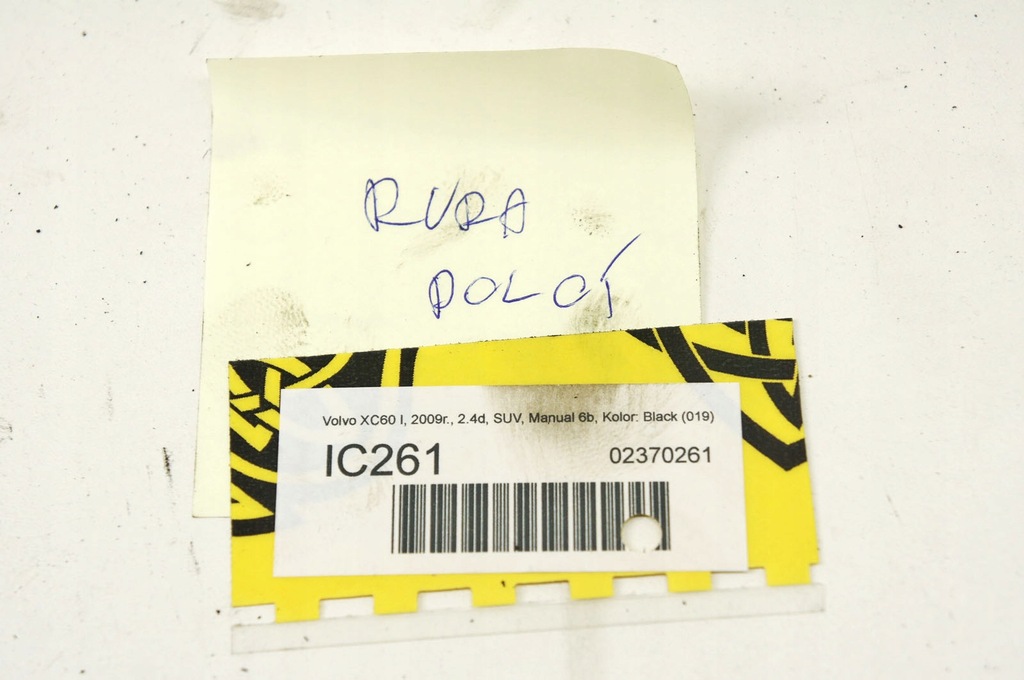 RURA
DOLOT
Volvo XC60 I, 2009r., 2.4d, SUV, Manual 6b, Kolor: Black (019)
IC261
02370261